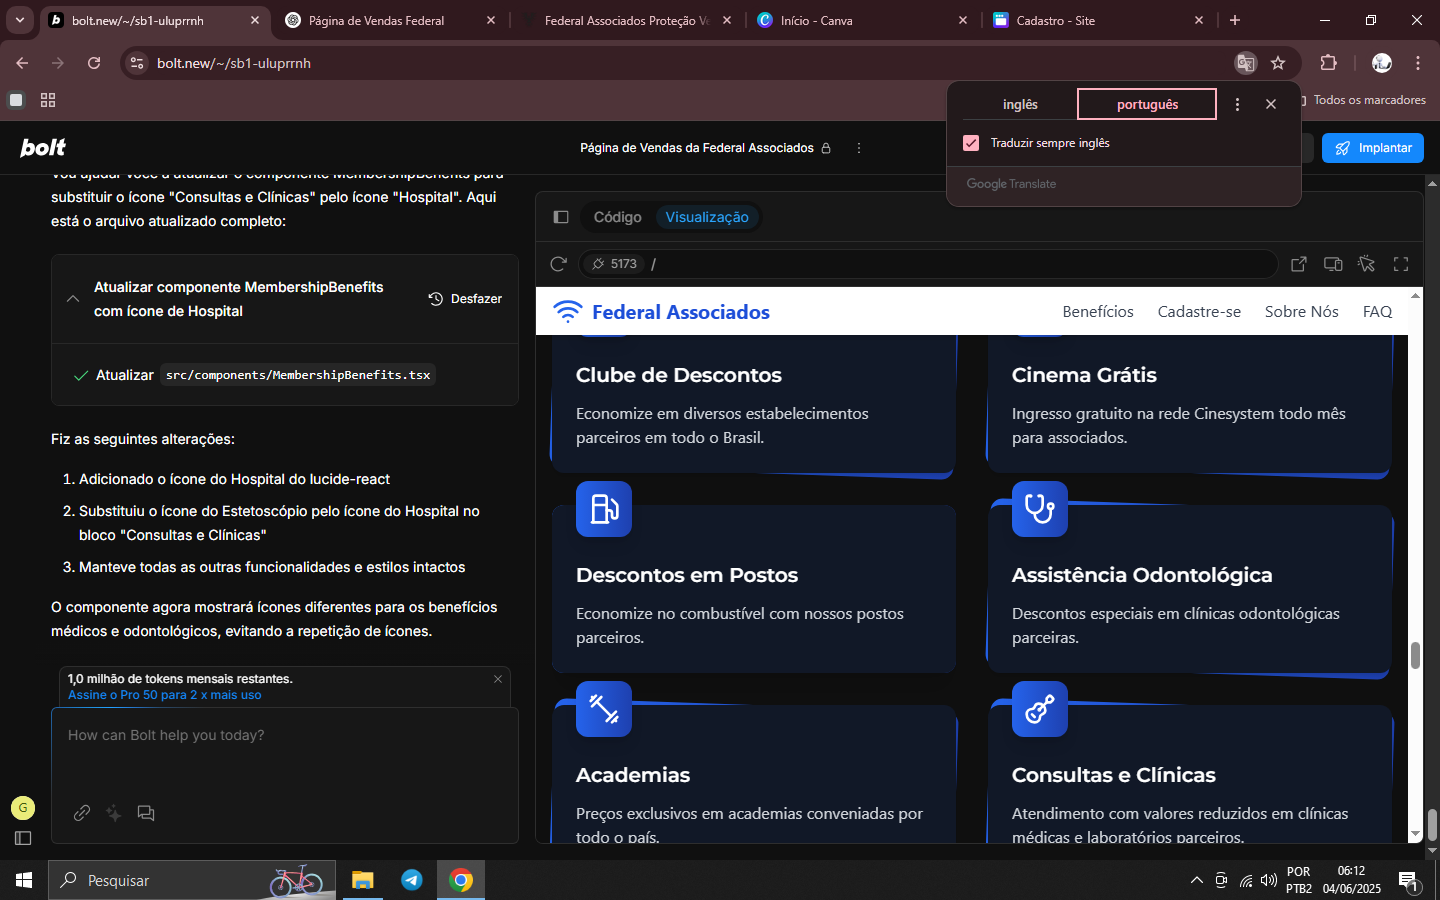 bolt.new/~/sb1-uluprrnh
Página de Vendas Federal
Federal Associados Proteção Ve
Início - Canva
Cadastro - Site
bolt.new/~/sb1-uluprrnh
Todos os marcadores
inglês
português
Traduzir sempre inglês
Google Translate
bolt
Página de Vendas da Federal Associados
Implantar
Vou ajudar você a atualizar o componente MembershipBenefits para
substituir o ícone "Consultas e Clínicas" pelo ícone "Hospital". Aqui
está o arquivo atualizado completo:
Atualizar componente MembershipBenefits
com ícone de Hospital
Desfazer
Atualizar src/components/MembershipBenefits.tsx
Fiz as seguintes alterações:
1. Adicionado o ícone do Hospital do lucide-react
2. Substituiu o ícone do Estetoscópio pelo ícone do Hospital no
bloco "Consultas e Clínicas"
3. Manteve todas as outras funcionalidades e estilos intactos
O componente agora mostrará ícones diferentes para os benefícios
médicos e odontológicos, evitando a repetição de ícones.
1,0 milhão de tokens mensais restantes.
Assine o Pro 50 para 2 x mais uso
How can Bolt help you today?
G
Código
Visualização
5173 /
Federal Associados
Benefícios
Cadastre-se
Sobre Nós
FAQ
Clube de Descontos
Economize em diversos estabelecimentos
parceiros em todo o Brasil.
Cinema Grátis
Ingresso gratuito na rede Cinesystem todo mês
para associados.
Descontos em Postos
Economize no combustível com nossos postos
parceiros.
Assistência Odontológica
Descontos especiais em clínicas odontológicas
parceiras.
Academias
Preços exclusivos em academias conveniadas por
todo o país.
Consultas e Clínicas
Atendimento com valores reduzidos em clínicas
médicas e laboratórios parceiros.
Pesquisar
POR
PTB2
06:12
04/06/2025
1